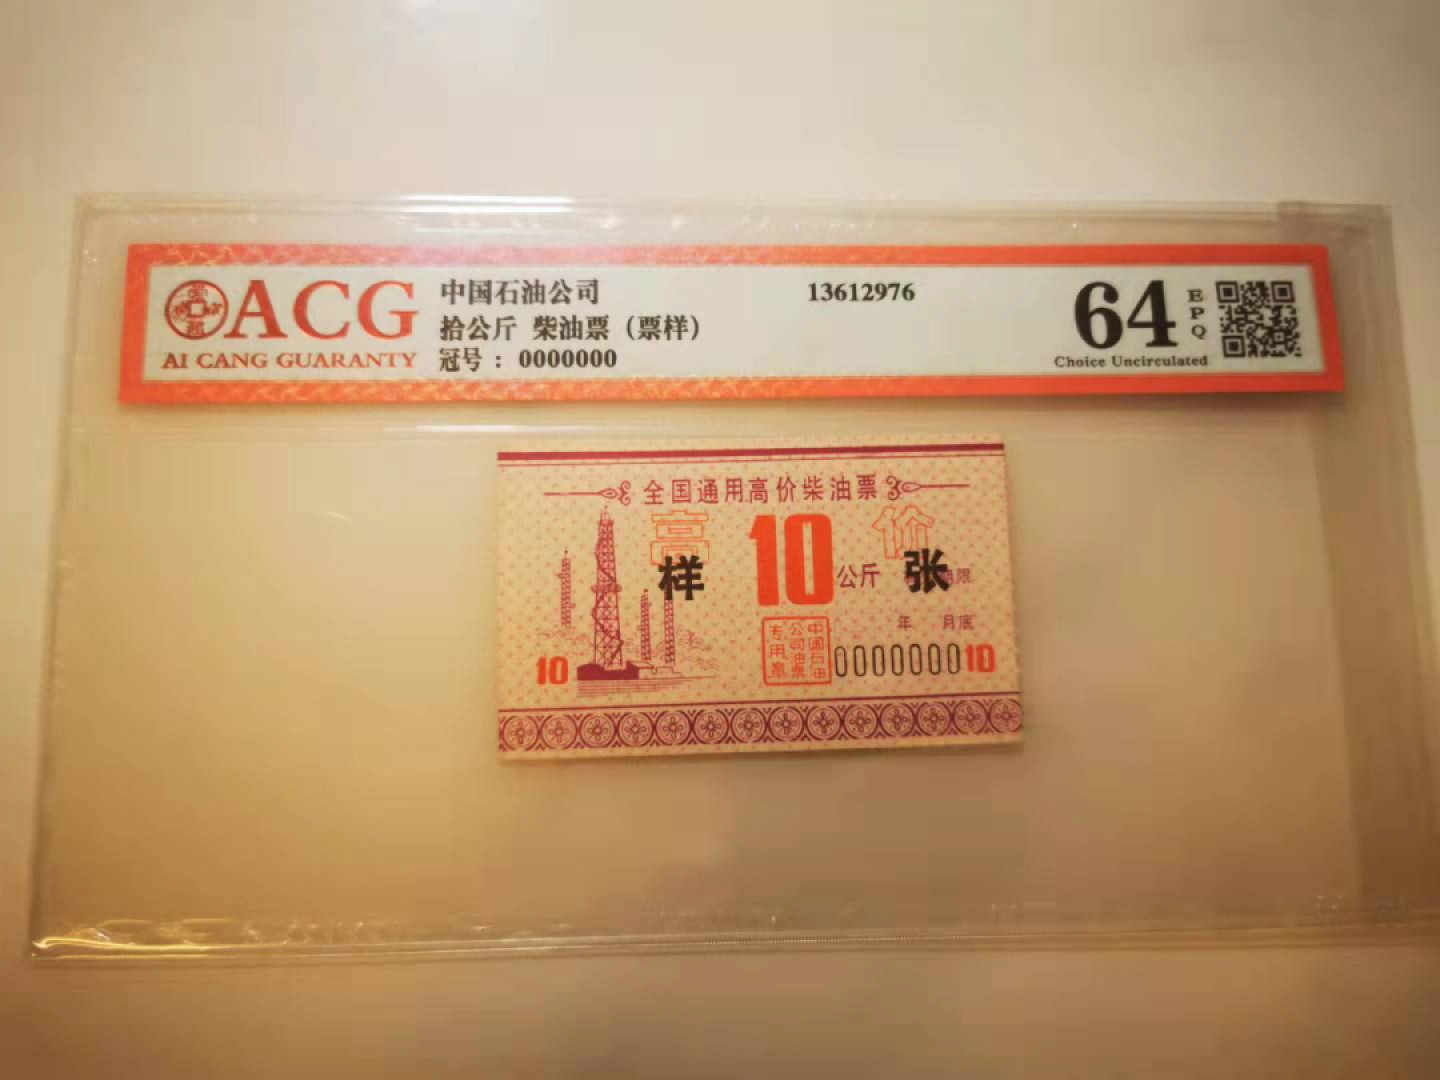 ACG
AI CANG GUARANTY
中国石油公司
拾公斤 柴油票（票样）
冠号：0000000
13612976
64
EPQ
Choice Uncirculated
全国通用高价柴油票
高 10 价
样 公斤 张 期限
年 月底
10
中国石油
公司油票
专用章
0000000 10